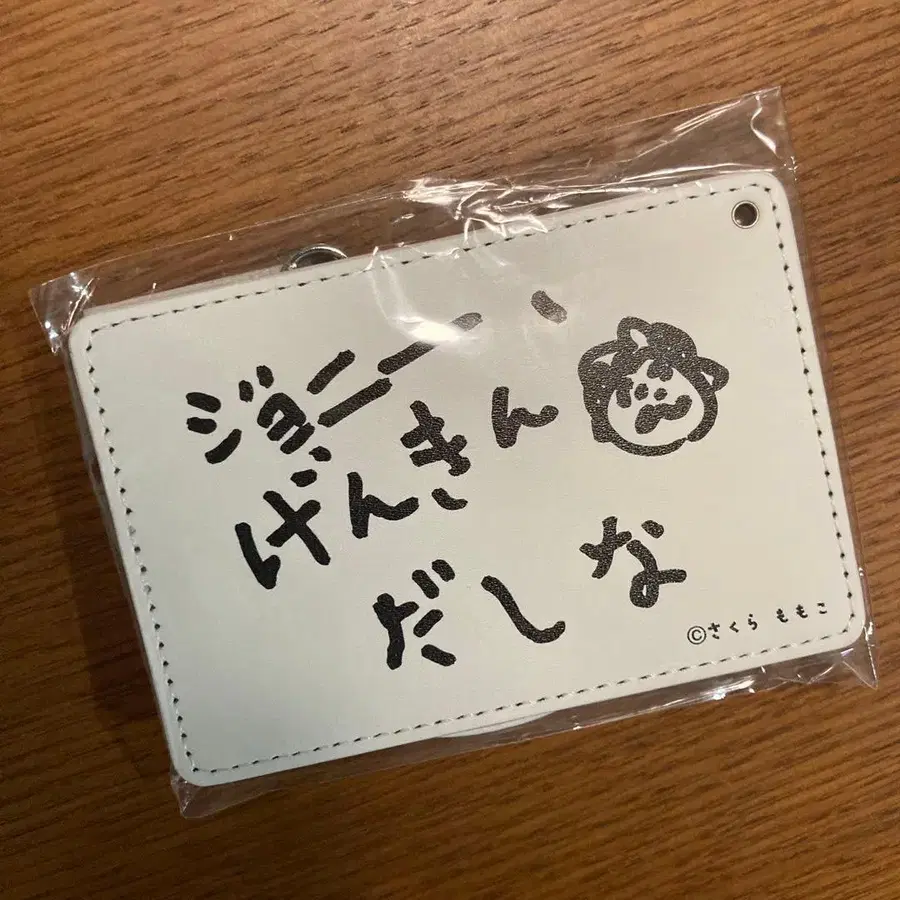 ジョニー、
げんきん
だしな
©さくら ももこ